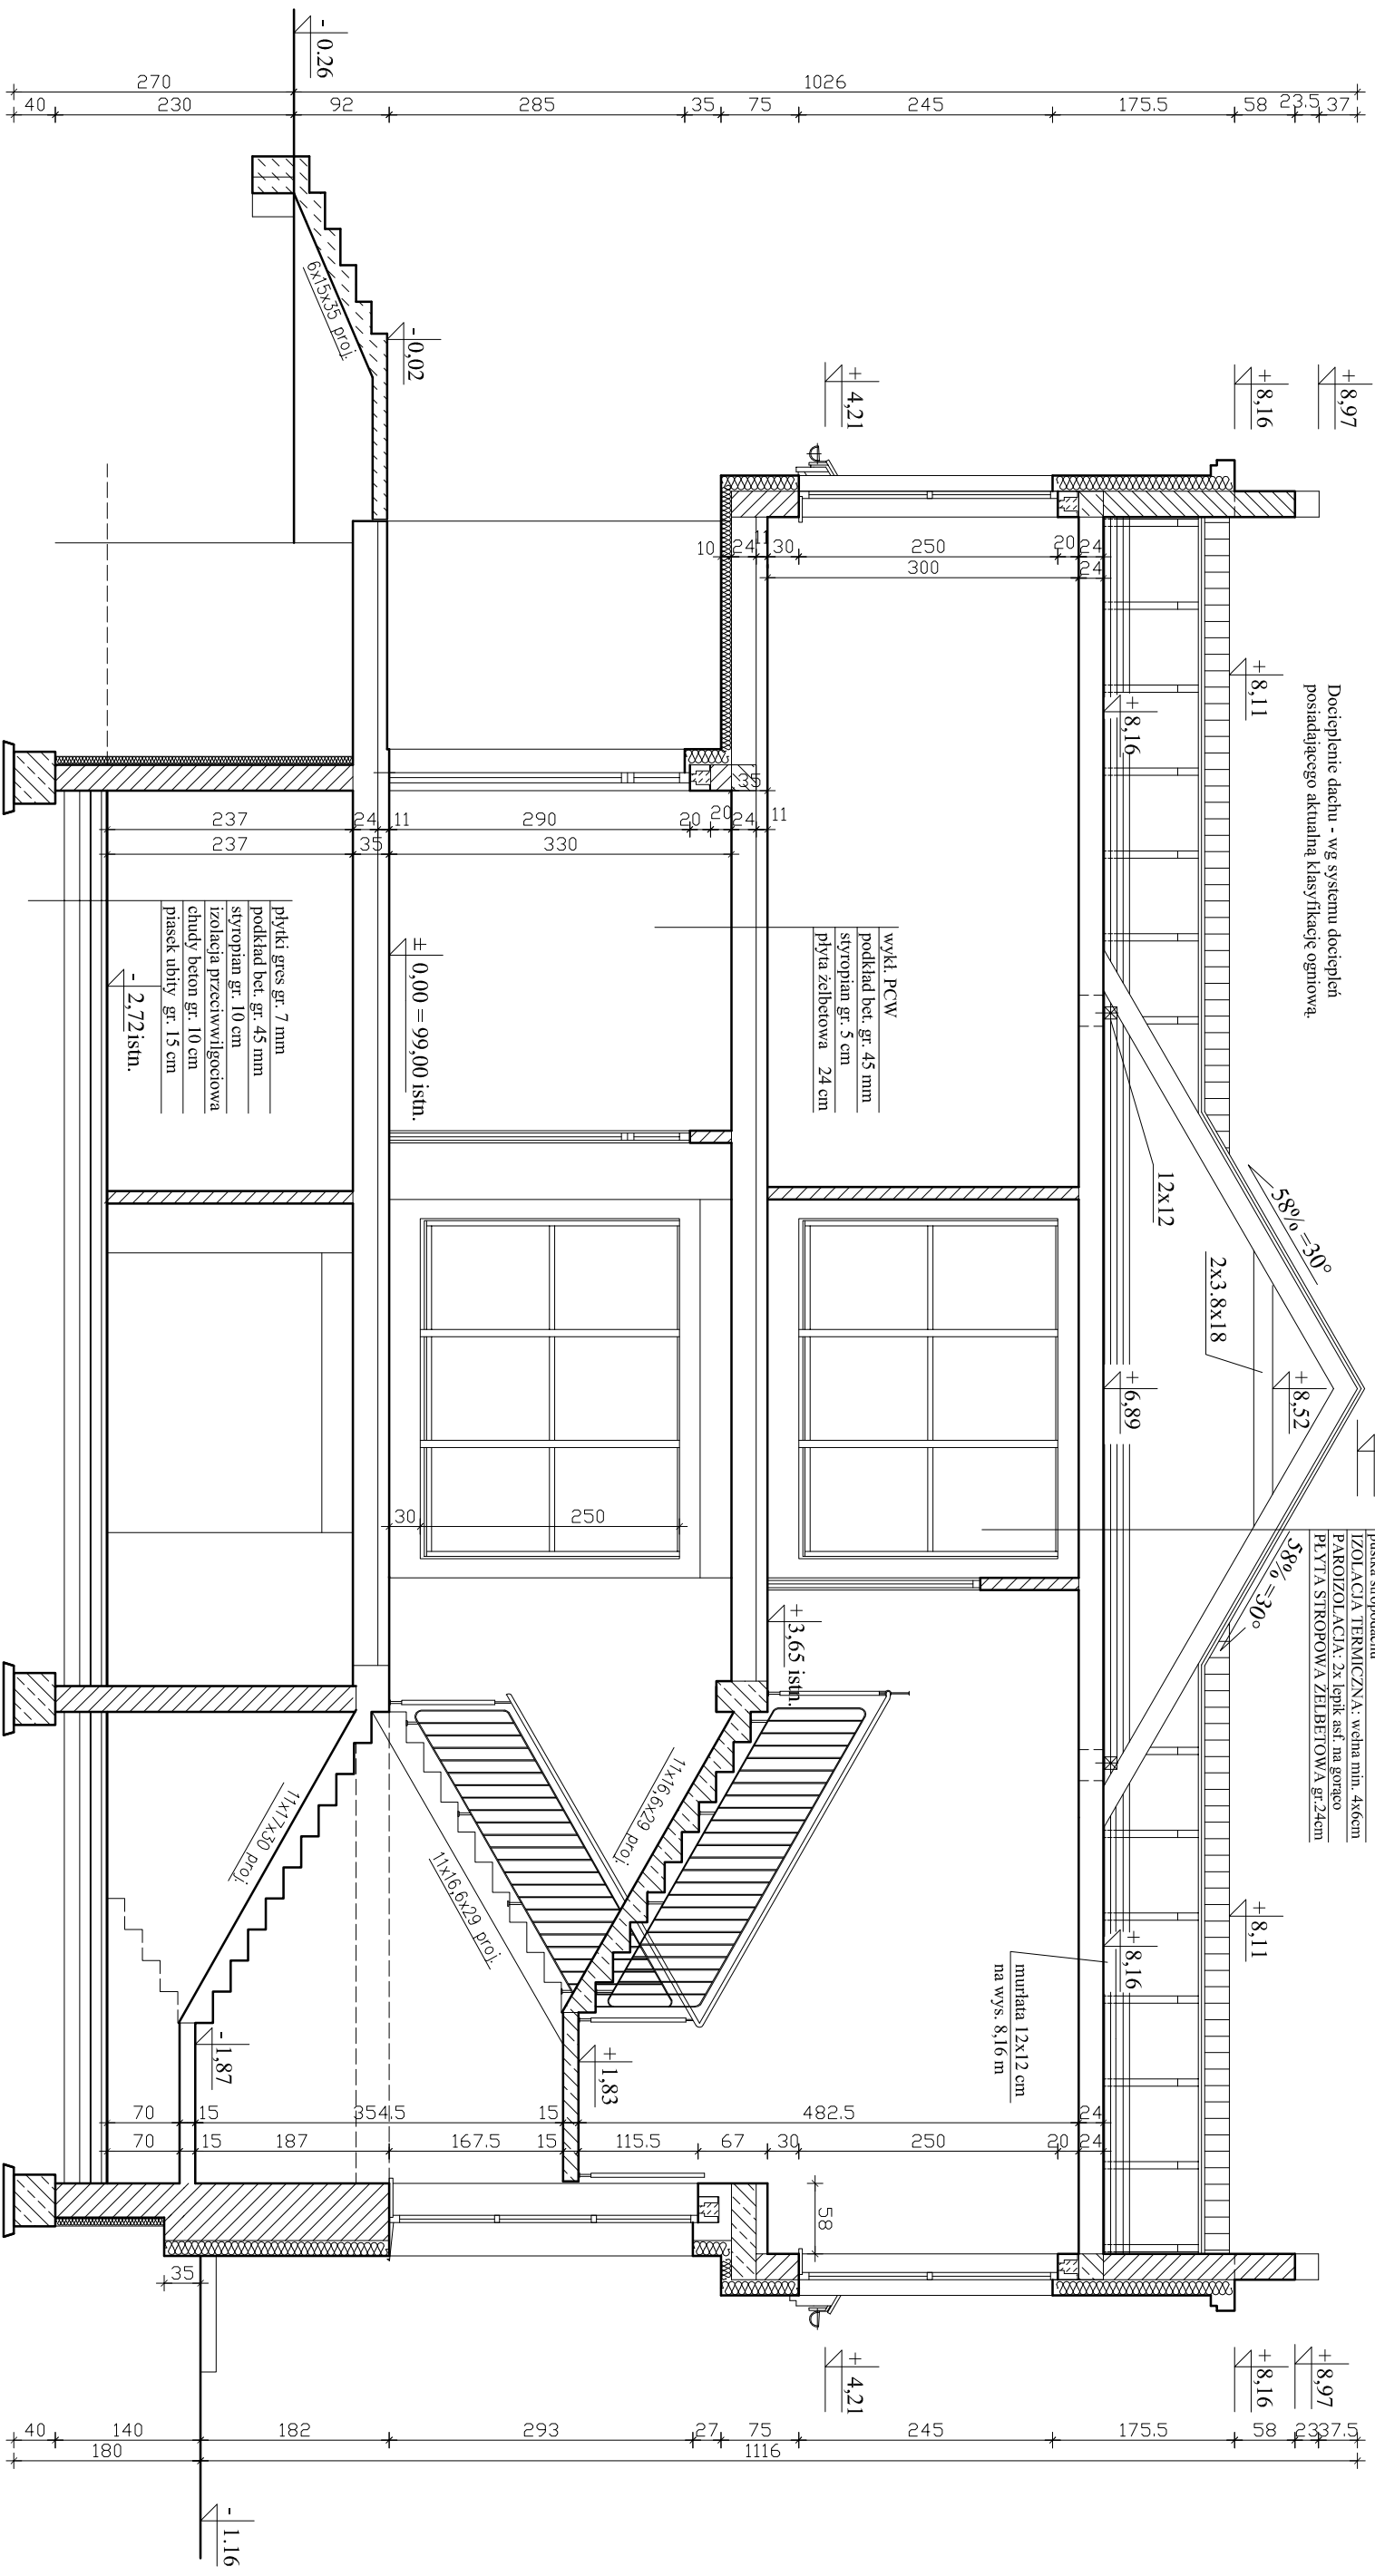 + 8,97
+ 8,16
+ 4,21
- 0,02
- 0.26
Docieplenie dachu - wg systemu dociepleń
posiadającego aktualną klasyfikację ogniową.
+ 8,11
+ 8,16
58% =30°
12x12
2x3.8x18
+ 8,52
+ 6,89
IZOLACJA TERMICZNA: wełna min. 4x6cm
PAROIZOLACJA: 2x lepik asf. na gorąco
PŁYTA STROPOWA ŻELBETOWA gr.24cm
58% =30°
+ 8,11
+ 8,16
murłata 12x12 cm
na wys. 8,16 m
+ 8,97
+ 8,16
+ 4,21
wykł. PCW
podkład bet. gr. 45 mm
styropian gr. 5 cm
płyta żelbetowa 24 cm
+ 3,65 istn.
± 0,00 = 99,00 istn.
płytki gres gr. 7 mm
podkład bet. gr. 45 mm
styropian gr. 10 cm
izolacja przeciwwilgociowa
chudy beton gr. 10 cm
piasek ubity gr. 15 cm
- 2,72istn.
6x15x35 proj.
11x16,6x29 proj.
11x16,6x29 proj.
11x17x30 proj.
+ 1,83
- 1,87
- 1.16
270 1026
40 230 92 285 35 75 245 175.5 58 23.5 37
10 24 11 30 250 20 24
300 24
35
237 24 11 290 20 20 24 11
237 35 330
30 250
70 15 354.5 15 482.5 24
70 15 187 167.5 15 115.5 67 30 250 20 24
58
35
40 140 182 293 27 75 245 175.5 58 23 37.5
180 1116